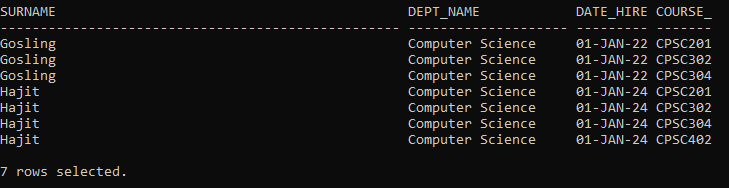 SURNAME DEPT_NAME DATE_HIRE COURSE_
-------------------------------------------------- -------------------- --------- -------
Gosling Computer Science 01-JAN-22 CPSC201
Gosling Computer Science 01-JAN-22 CPSC302
Gosling Computer Science 01-JAN-22 CPSC304
Hajit Computer Science 01-JAN-24 CPSC201
Hajit Computer Science 01-JAN-24 CPSC302
Hajit Computer Science 01-JAN-24 CPSC304
Hajit Computer Science 01-JAN-24 CPSC402
7 rows selected.